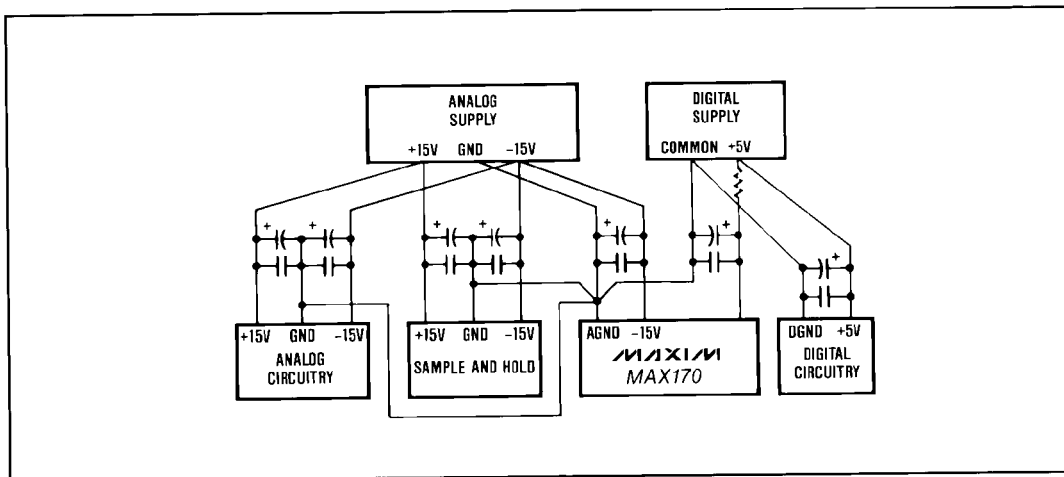 ANALOG
SUPPLY
+15V GND -15V
DIGITAL
SUPPLY
COMMON +5V
+ + + + + + +
+15V GND -15V
ANALOG
CIRCUITRY
+15V GND -15V
SAMPLE AND HOLD
AGND -15V
MAXIM
MAX170
DGND +5V
DIGITAL
CIRCUITRY